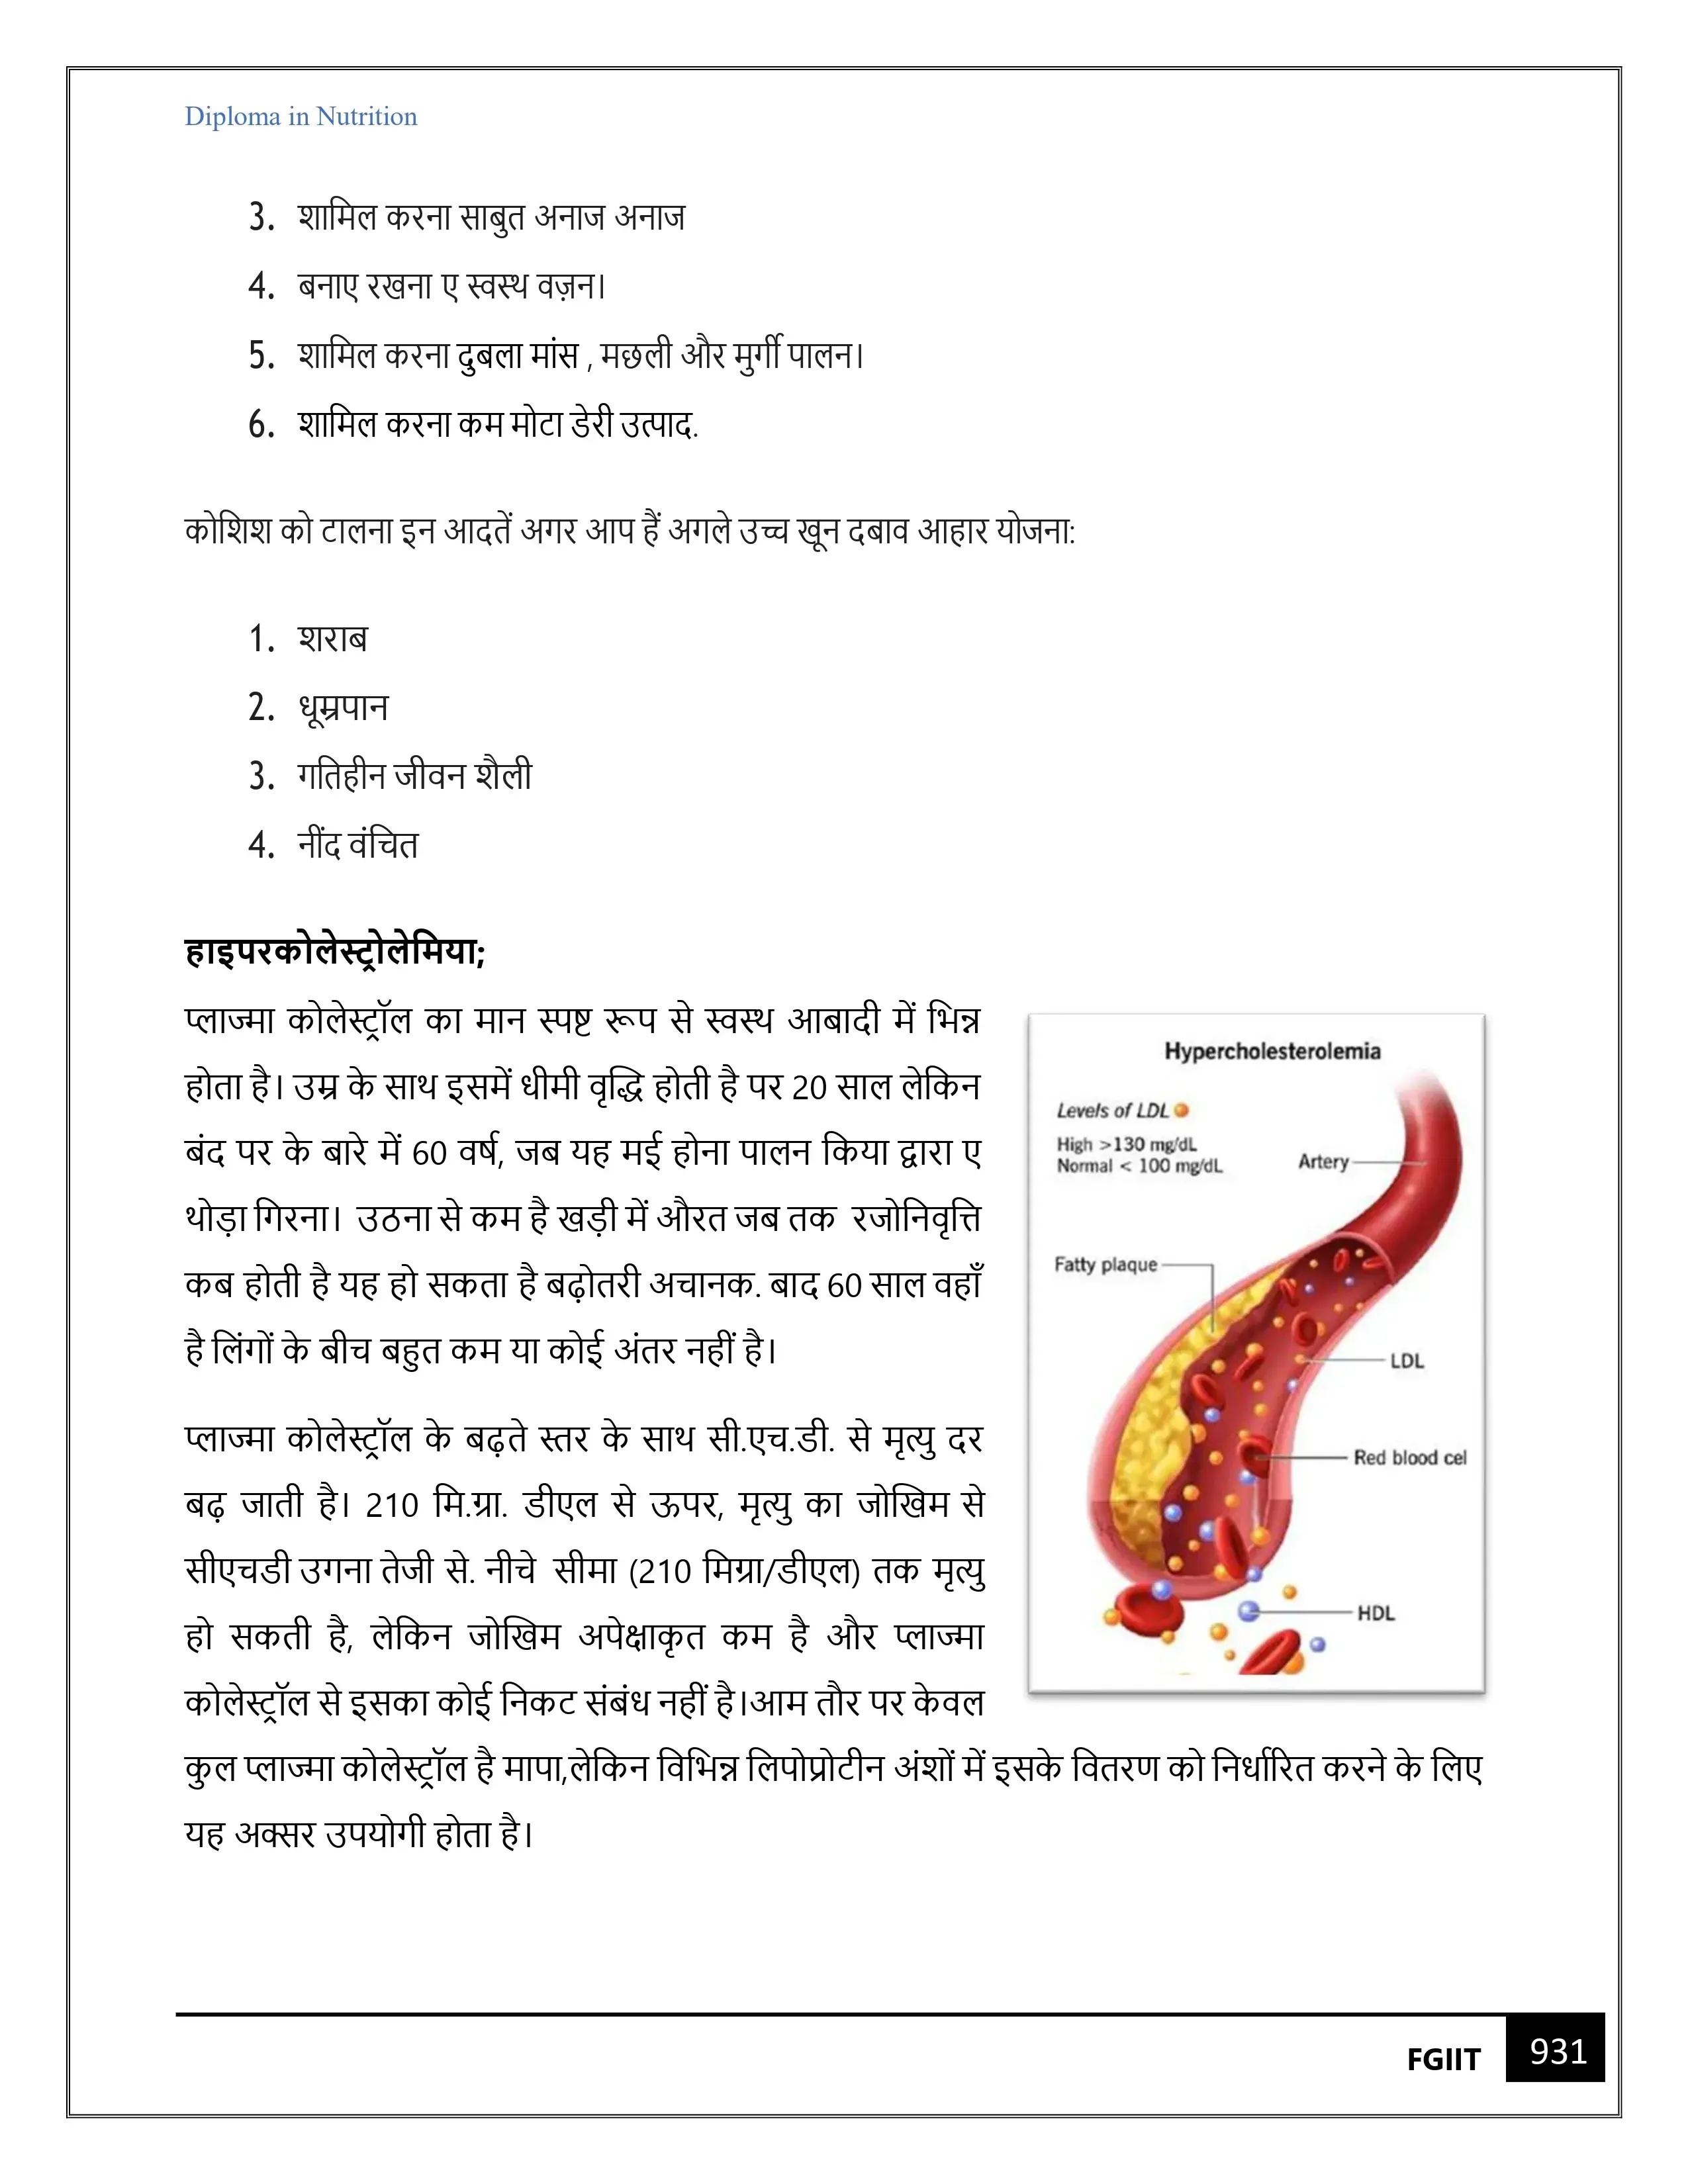 Diploma in Nutrition
3. शामिल करना साबुत अनाज अनाज
4. बनाए रखना ए स्वस्थ वज़न।
5. शामिल करना दुबला मांस , मछली और मुर्गी पालन।
6. शामिल करना कम मोटा डेरी उत्पाद.
कोशिश को टालना इन आदतें अगर आप हैं अगले उच्च खून दबाव आहार योजना:
1. शराब
2. धूम्रपान
3. गतिहीन जीवन शैली
4. नींद वंचित
हाइपरकोलेस्ट्रोलेमिया;
प्लाज्मा कोलेस्ट्रॉल का मान स्पष्ट रूप से स्वस्थ आबादी में भिन्न
होता है। उम्र के साथ इसमें धीमी वृद्धि होती है पर 20 साल लेकिन
बंद पर के बारे में 60 वर्ष, जब यह मई होना पालन किया द्वारा ए
थोड़ा गिरना। उठना से कम है खड़ी में औरत जब तक रजोनिवृत्ति
कब होती है यह हो सकता है बढ़ोतरी अचानक. बाद 60 साल वहाँ
है लिंगों के बीच बहुत कम या कोई अंतर नहीं है।
प्लाज्मा कोलेस्ट्रॉल के बढ़ते स्तर के साथ सी.एच.डी. से मृत्यु दर
बढ़ जाती है। 210 मि.ग्रा. डीएल से ऊपर, मृत्यु का जोखिम से
सीएचडी उगना तेजी से. नीचे सीमा (210 मिग्रा/डीएल) तक मृत्यु
हो सकती है, लेकिन जोखिम अपेक्षाकृत कम है और प्लाज्मा
कोलेस्ट्रॉल से इसका कोई निकट संबंध नहीं है।आम तौर पर केवल
कुल प्लाज्मा कोलेस्ट्रॉल है मापा,लेकिन विभिन्न लिपोप्रोटीन अंशों में इसके वितरण को निर्धारित करने के लिए
यह अक्सर उपयोगी होता है।
Hypercholesterolemia
Levels of LDL
High >130 mg/dL
Normal < 100 mg/dL
Artery
Fatty plaque
LDL
Red blood cel
HDL
FGIIT 931